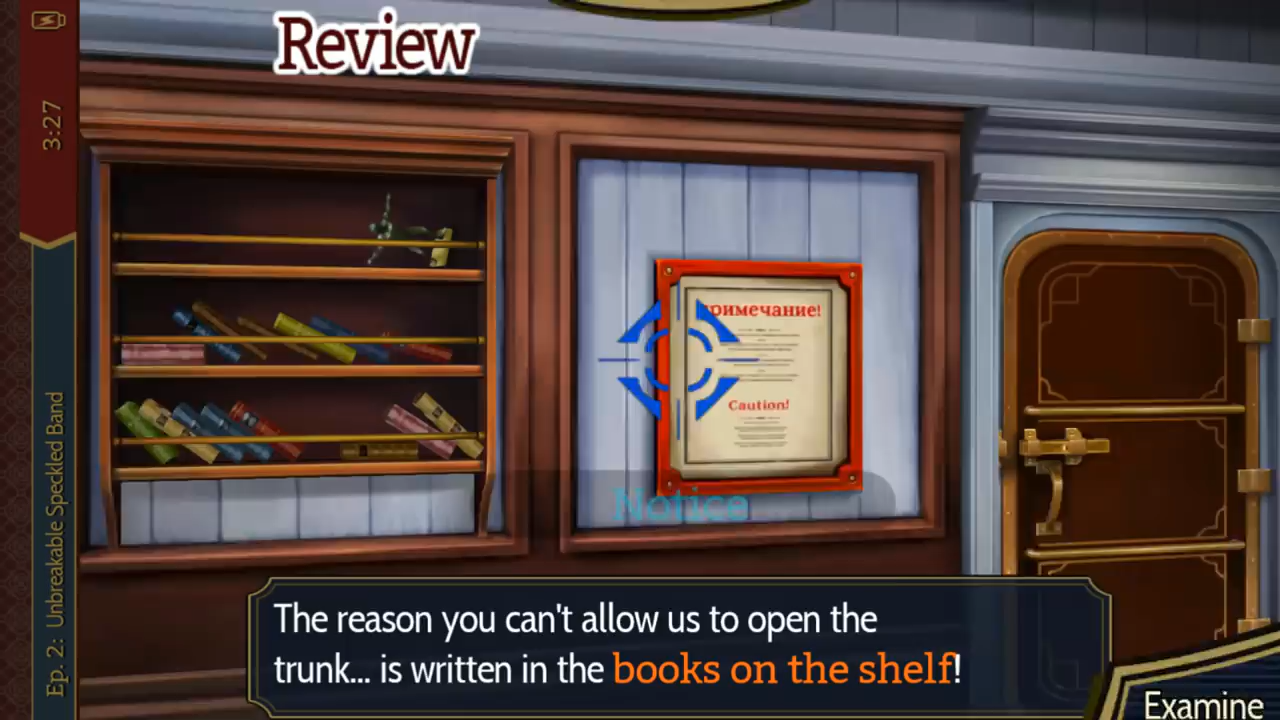 Review
3:27
Ep. 2: Unbreakable Speckled Band
римечание!
Caution!
Notice
The reason you can't allow us to open the
trunk... is written in the books on the shelf!
Examine